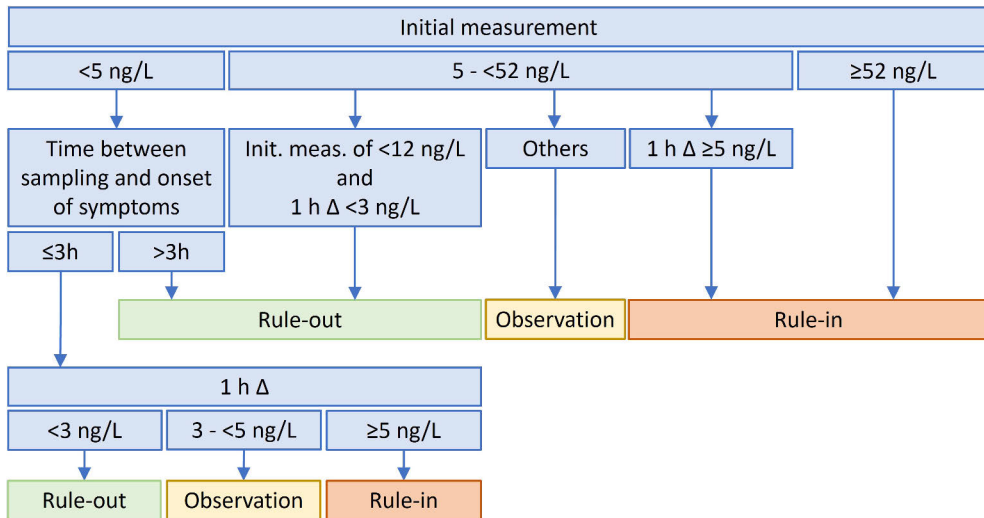 Initial measurement
<5 ng/L
5 - <52 ng/L
≥52 ng/L
Time between
sampling and onset
of symptoms
Init. meas. of <12 ng/L
and
1 h Δ <3 ng/L
Others
1 h Δ ≥5 ng/L
≤3h
>3h
Rule-out
Observation
Rule-in
1 h Δ
<3 ng/L
3 - <5 ng/L
≥5 ng/L
Rule-out
Observation
Rule-in